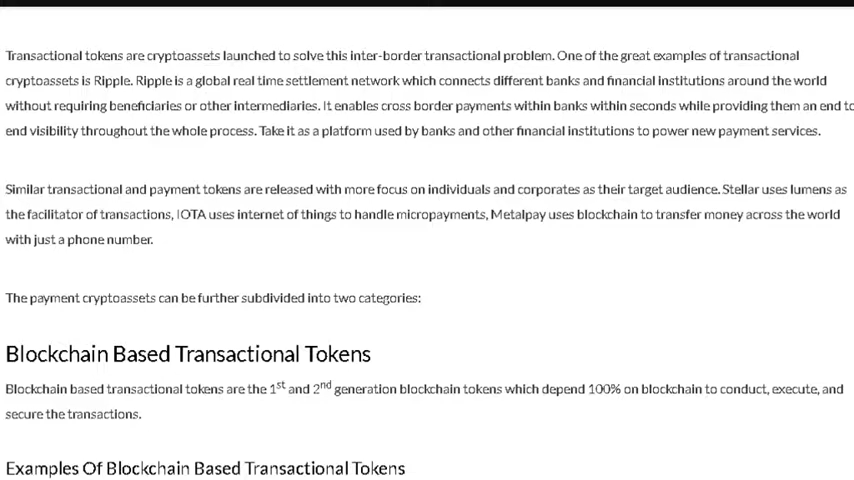 Transactional tokens are cryptoassets launched to solve this inter-border transactional problem. One of the great examples of transactional
cryptoassets is Ripple. Ripple is a global real time settlement network which connects different banks and financial institutions around the world
without requiring beneficiaries or other intermediaries. It enables cross border payments within banks within seconds while providing them an end to
end visibility throughout the whole process. Take it as a platform used by banks and other financial institutions to power new payment services.
Similar transactional and payment tokens are released with more focus on individuals and corporates as their target audience. Stellar uses lumens as
the facilitator of transactions, IOTA uses internet of things to handle micropayments, Metalpay uses blockchain to transfer money across the world
with just a phone number.
The payment cryptoassets can be further subdivided into two categories:
Blockchain Based Transactional Tokens
Blockchain based transactional tokens are the 1st and 2nd generation blockchain tokens which depend 100% on blockchain to conduct, execute, and
secure the transactions.
Examples Of Blockchain Based Transactional Tokens